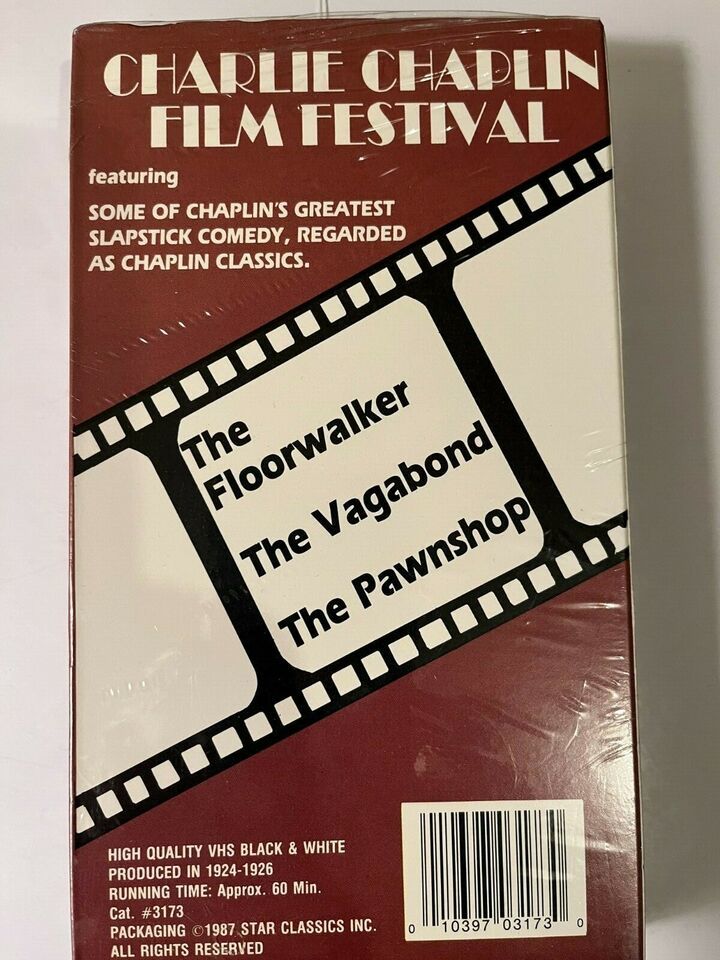 CHARLIE CHAPLIN
FILM FESTIVAL
featuring
SOME OF CHAPLIN'S GREATEST
SLAPSTICK COMEDY, REGARDED
AS CHAPLIN CLASSICS.
The
Floorwalker
The Vagabond
The Pawnshop
HIGH QUALITY VHS BLACK & WHITE
PRODUCED IN 1924-1926
RUNNING TIME: Approx. 60 Min.
Cat. #3173
PACKAGING ©1987 STAR CLASSICS INC.
ALL RIGHTS RESERVED
0 10397 03173 0